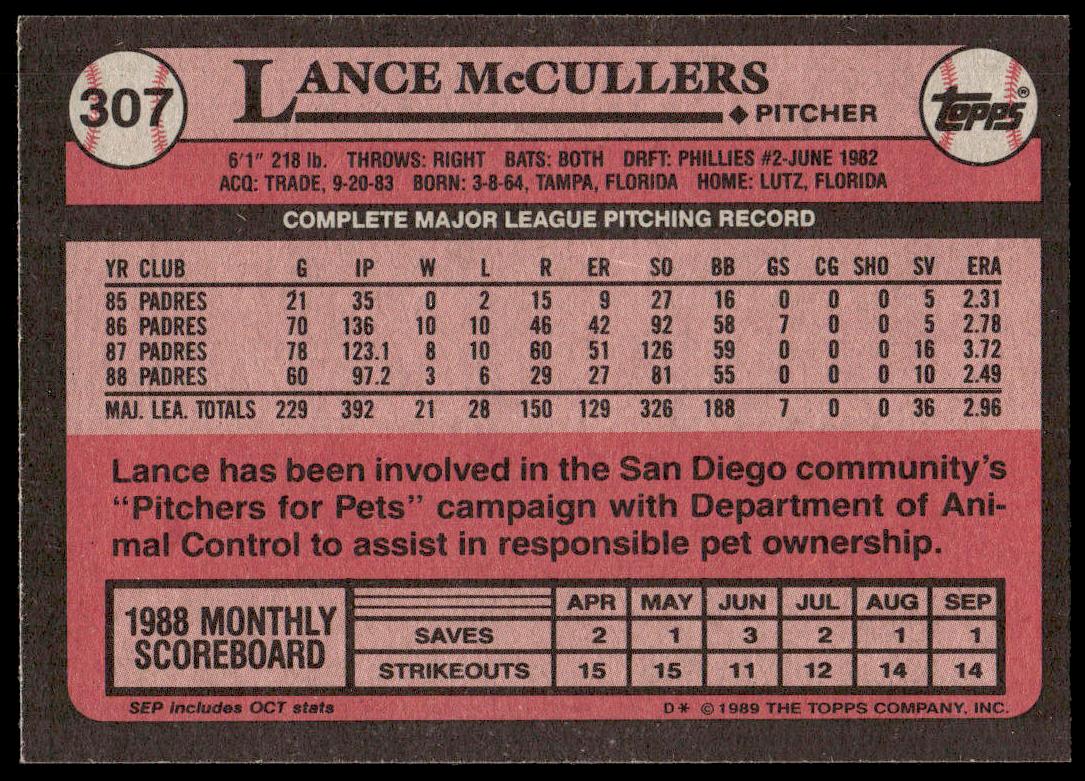 307
LANCE McCULLERS
◆ PITCHER
topps®
6'1" 218 lb. THROWS: RIGHT BATS: BOTH DRFT: PHILLIES #2-JUNE 1982
ACQ: TRADE, 9-20-83 BORN: 3-8-64, TAMPA, FLORIDA HOME: LUTZ, FLORIDA
COMPLETE MAJOR LEAGUE PITCHING RECORD
YR CLUB G IP W L R ER SO BB GS CG SHO SV ERA
85 PADRES 21 35 0 2 15 9 27 16 0 0 0 5 2.31
86 PADRES 70 136 10 10 46 42 92 58 7 0 0 5 2.78
87 PADRES 78 123.1 8 10 60 51 126 59 0 0 0 16 3.72
88 PADRES 60 97.2 3 6 29 27 81 55 0 0 0 10 2.49
MAJ. LEA. TOTALS 229 392 21 28 150 129 326 188 7 0 0 36 2.96
Lance has been involved in the San Diego community's
"Pitchers for Pets" campaign with Department of Ani-
mal Control to assist in responsible pet ownership.
1988 MONTHLY
SCOREBOARD
APR MAY JUN JUL AUG SEP
SAVES 2 1 3 2 1 1
STRIKEOUTS 15 15 11 12 14 14
SEP includes OCT stats
D* © 1989 THE TOPPS COMPANY, INC.